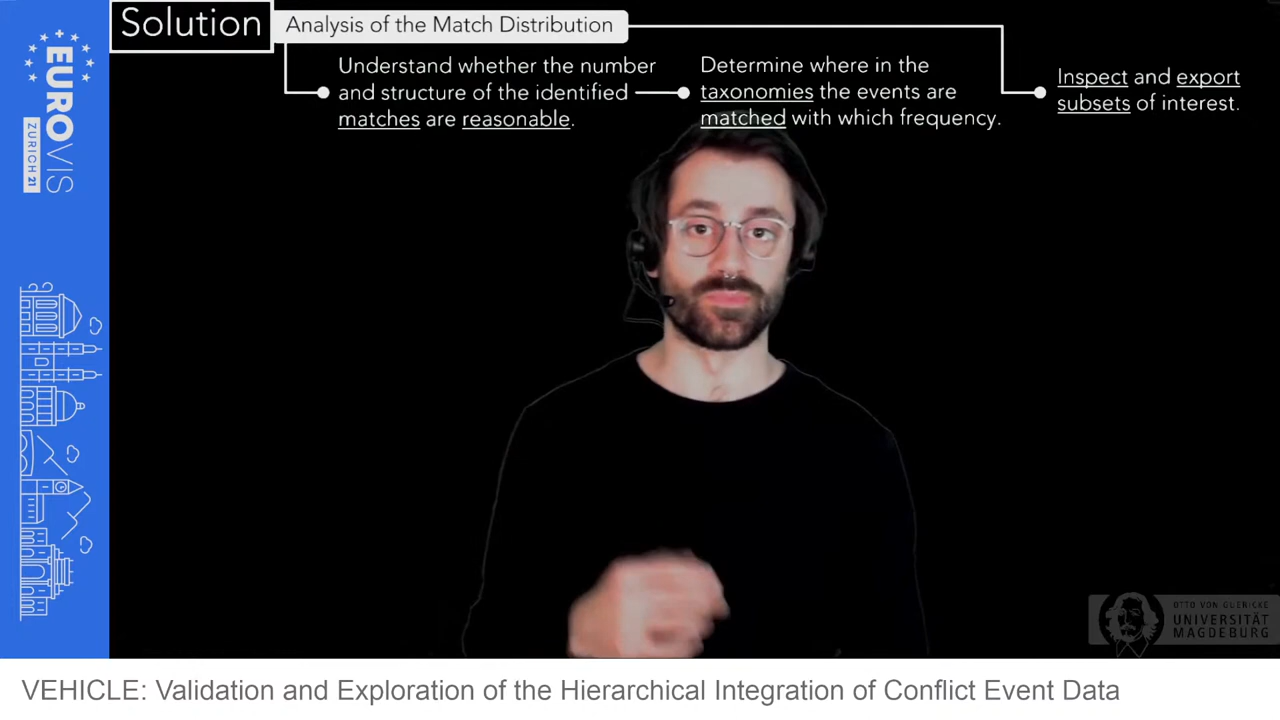 Solution
Analysis of the Match Distribution
Understand whether the number
and structure of the identified
matches are reasonable.
Determine where in the
taxonomies the events are
matched with which frequency.
Inspect and export
subsets of interest.
EUROVIS
ZURICH 21
OTTO VON GUERICKE
UNIVERSITÄT
MAGDEBURG
VEHICLE: Validation and Exploration of the Hierarchical Integration of Conflict Event Data